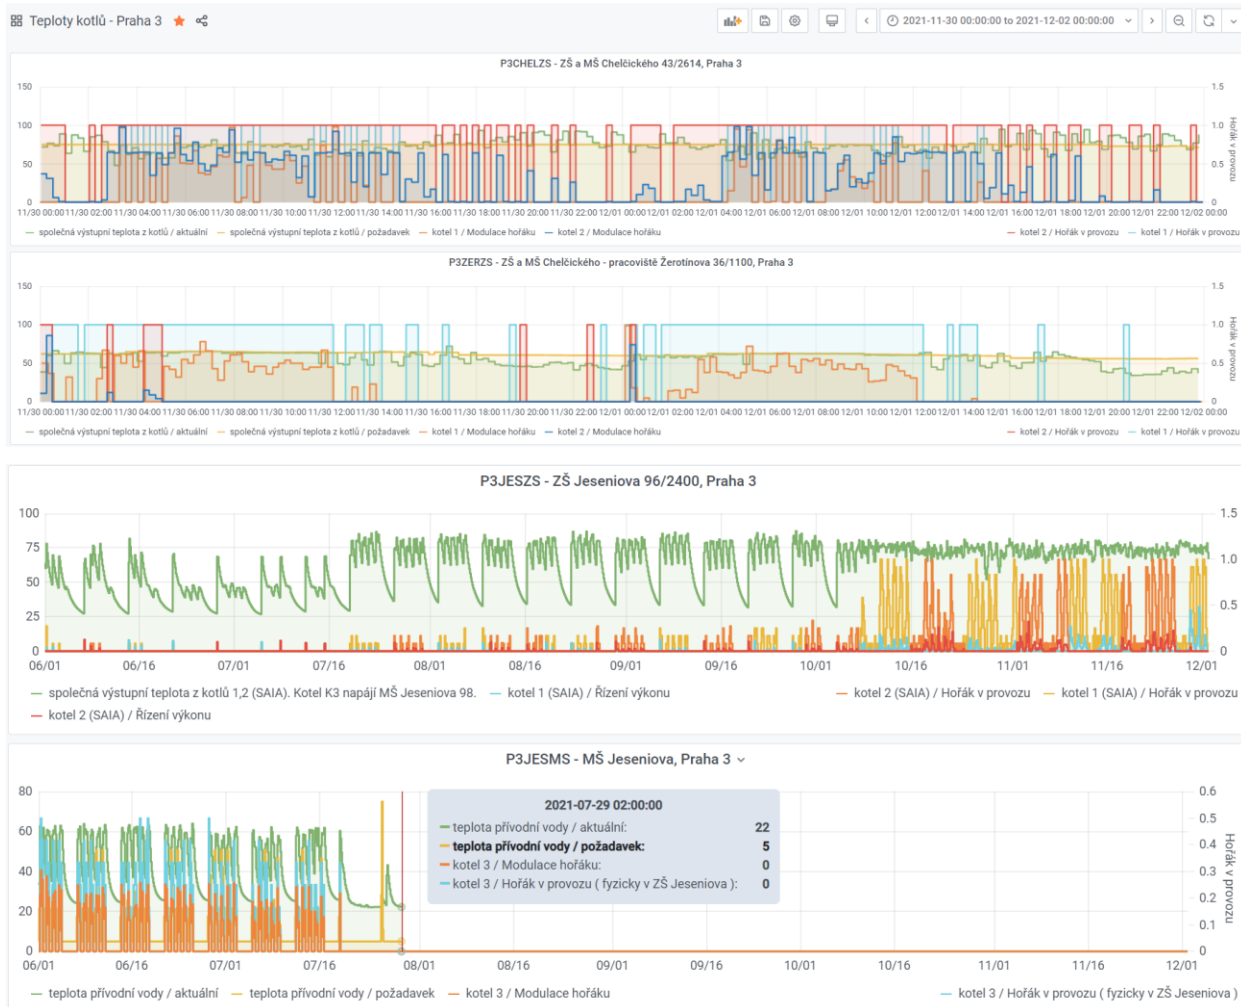 Teploty kotlů - Praha 3
2021-11-30 00:00:00 to 2021-12-02 00:00:00
P3CHELZS - ZŠ a MŠ Chelčického 43/2614, Praha 3
150 1.5
100 1.0
50 0.5
0 0
Hořák v provozu
11/30 00:00 11/30 02:00 11/30 04:00 11/30 06:00 11/30 08:00 11/30 10:00 11/30 12:00 11/30 14:00 11/30 16:00 11/30 18:00 11/30 20:00 11/30 22:00 12/01 00:00 12/01 02:00 12/01 04:00 12/01 06:00 12/01 08:00 12/01 10:00 12/01 12:00 12/01 14:00 12/01 16:00 12/01 18:00 12/01 20:00 12/01 22:00 12/02 00:00
společná výstupní teplota z kotlů / aktuální společná výstupní teplota z kotlů / požadavek kotel 1 / Modulace hořáku kotel 2 / Modulace hořáku kotel 2 / Hořák v provozu kotel 1 / Hořák v provozu
P3ZERZS - ZŠ a MŠ Chelčického - pracoviště Žerotínova 36/1100, Praha 3
150 1.5
100 1.0
50 0.5
0 0
Hořák v provozu
11/30 00:00 11/30 02:00 11/30 04:00 11/30 06:00 11/30 08:00 11/30 10:00 11/30 12:00 11/30 14:00 11/30 16:00 11/30 18:00 11/30 20:00 11/30 22:00 12/01 00:00 12/01 02:00 12/01 04:00 12/01 06:00 12/01 08:00 12/01 10:00 12/01 12:00 12/01 14:00 12/01 16:00 12/01 18:00 12/01 20:00 12/01 22:00 12/02 00:00
společná výstupní teplota z kotlů / aktuální společná výstupní teplota z kotlů / požadavek kotel 1 / Modulace hořáku kotel 2 / Modulace hořáku kotel 2 / Hořák v provozu kotel 1 / Hořák v provozu
P3JESZS - ZŠ Jeseniova 96/2400, Praha 3
100 1.5
75 1.0
50
25 0.5
0 0
06/01 06/16 07/01 07/16 08/01 08/16 09/01 09/16 10/01 10/16 11/01 11/16 12/01
společná výstupní teplota z kotlů 1,2 (SAIA). Kotel K3 napájí MŠ Jeseniova 98. kotel 1 (SAIA) / Řízení výkonu kotel 2 (SAIA) / Hořák v provozu kotel 1 (SAIA) / Hořák v provozu
kotel 2 (SAIA) / Řízení výkonu
P3JESMS - MŠ Jeseniova, Praha 3
80 0.6
0.5
60 0.4
40 0.3
0.2
20 0.1
0 0
Hořák v provozu
2021-07-29 02:00:00
teplota přívodní vody / aktuální: 22
teplota přívodní vody / požadavek: 5
kotel 3 / Modulace hořáku: 0
kotel 3 / Hořák v provozu ( fyzicky v ZŠ Jeseniova ): 0
06/01 06/16 07/01 07/16 08/01 08/16 09/01 09/16 10/01 10/16 11/01 11/16 12/01
teplota přívodní vody / aktuální teplota přívodní vody / požadavek kotel 3 / Modulace hořáku kotel 3 / Hořák v provozu ( fyzicky v ZŠ Jeseniova )